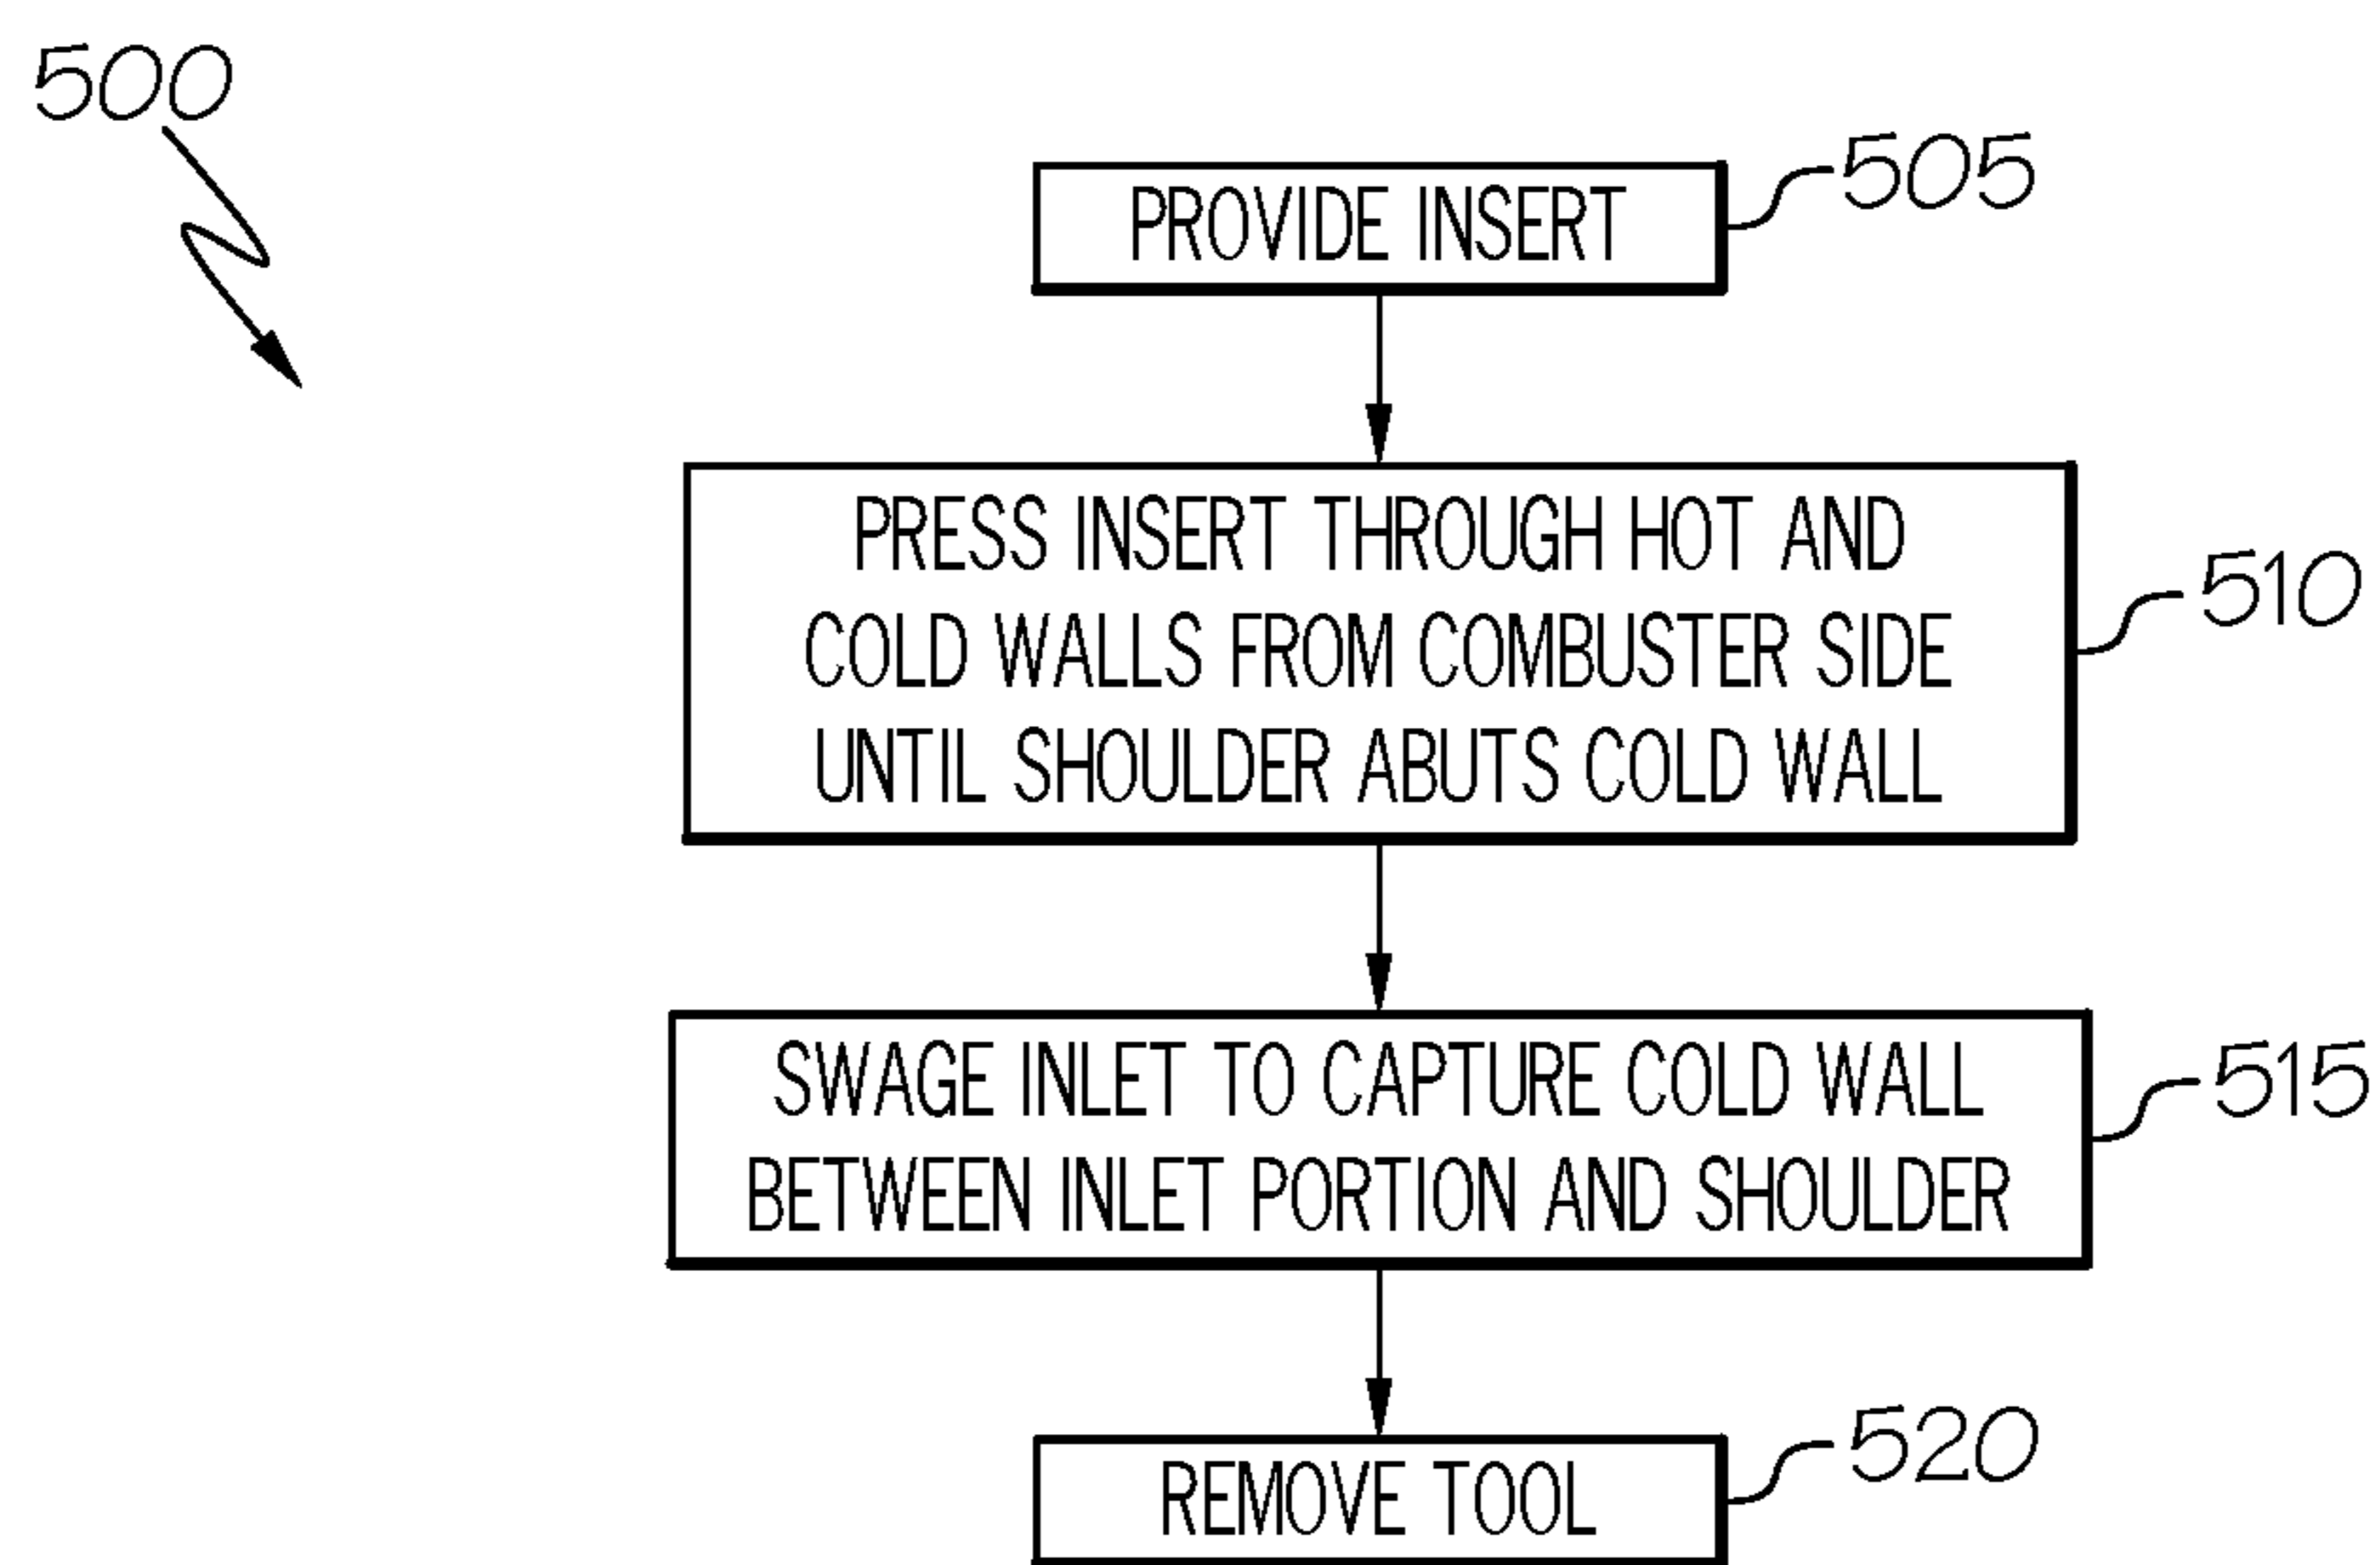 500
PROVIDE INSERT
505
PRESS INSERT THROUGH HOT AND
COLD WALLS FROM COMBUSTER SIDE
UNTIL SHOULDER ABUTS COLD WALL
510
SWAGE INLET TO CAPTURE COLD WALL
BETWEEN INLET PORTION AND SHOULDER
515
REMOVE TOOL
520